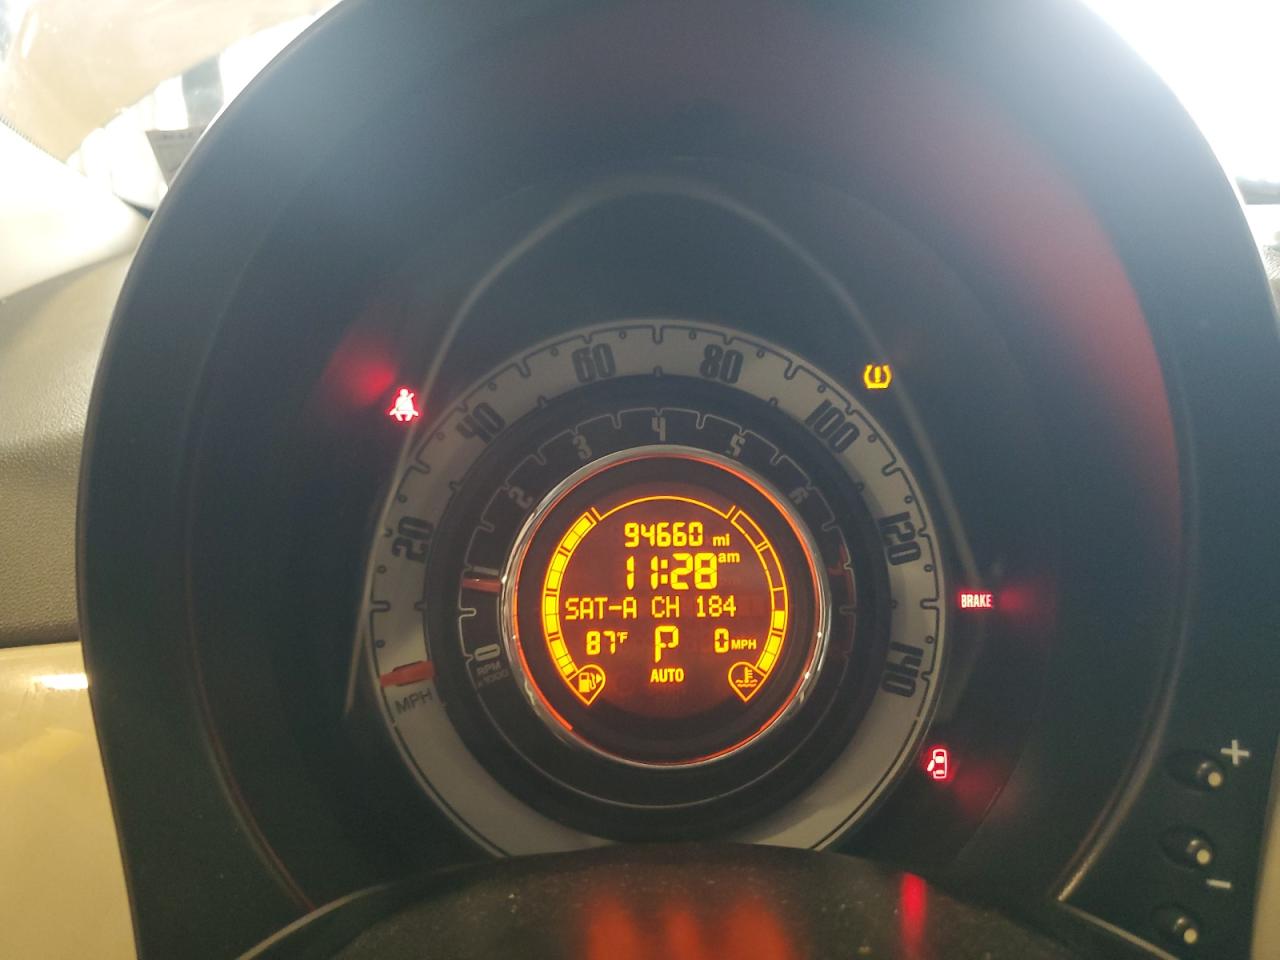 60 80
40 100
20 120
140
MPH
3 4 5
2 6
1
0
RPM
x1000
94660 mi
11:28 am
SAT-A CH 184
87°F P 0 MPH
AUTO
BRAKE
+
-